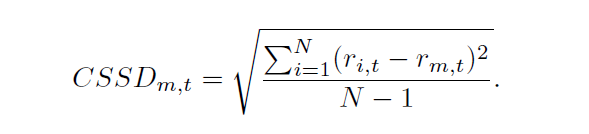 $CSSD_{m,t} = \sqrt{\frac{\sum_{i=1}^{N}(r_{i,t} - r_{m,t})^2}{N-1}}.$